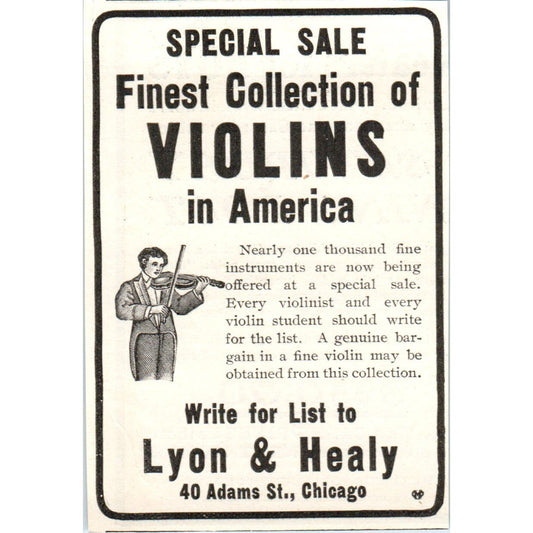 SPECIAL SALE
Finest Collection of
VIOLINS
in America
Nearly one thousand fine
instruments are now being
offered at a special sale.
Every violinist and every
violin student should write
for the list. A genuine bar-
gain in a fine violin may be
obtained from this collection.
Write for List to
Lyon & Healy
40 Adams St., Chicago